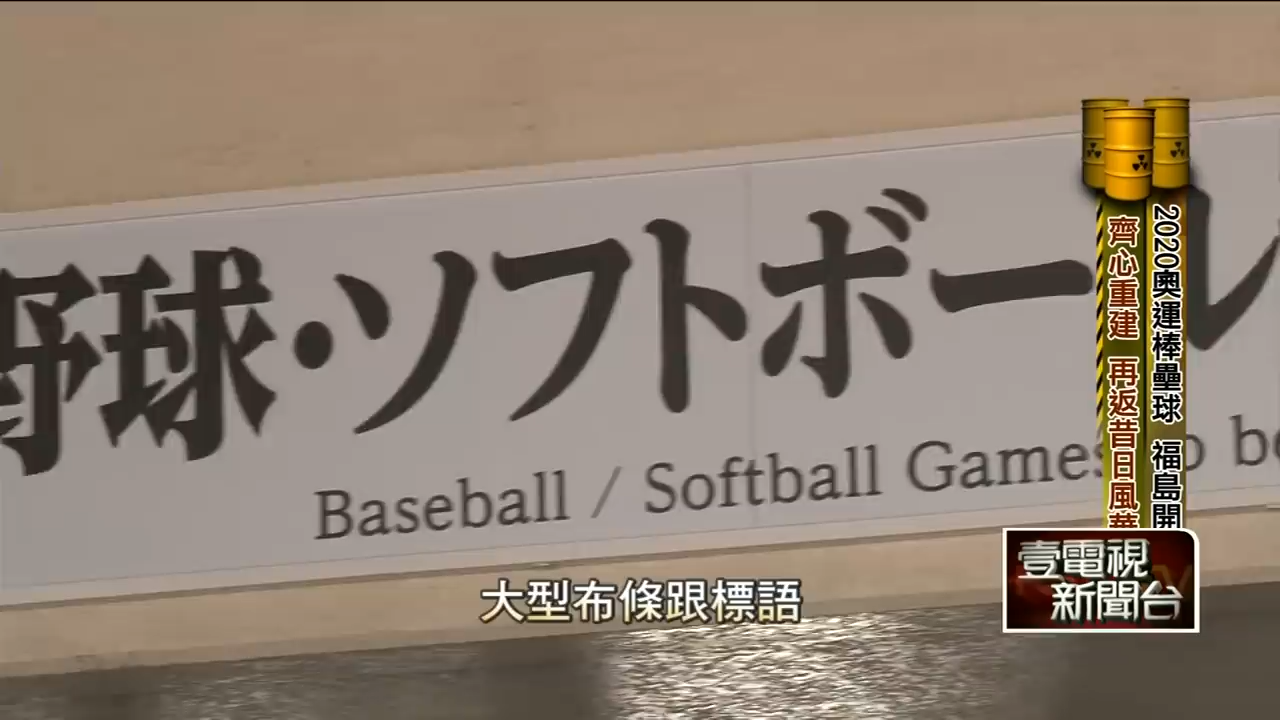 野球・ソフトボール
Baseball / Softball Games
2020奧運棒壘球 福島開
齊心重建 再返昔日風華
大型布條跟標語
壹電視
新聞台